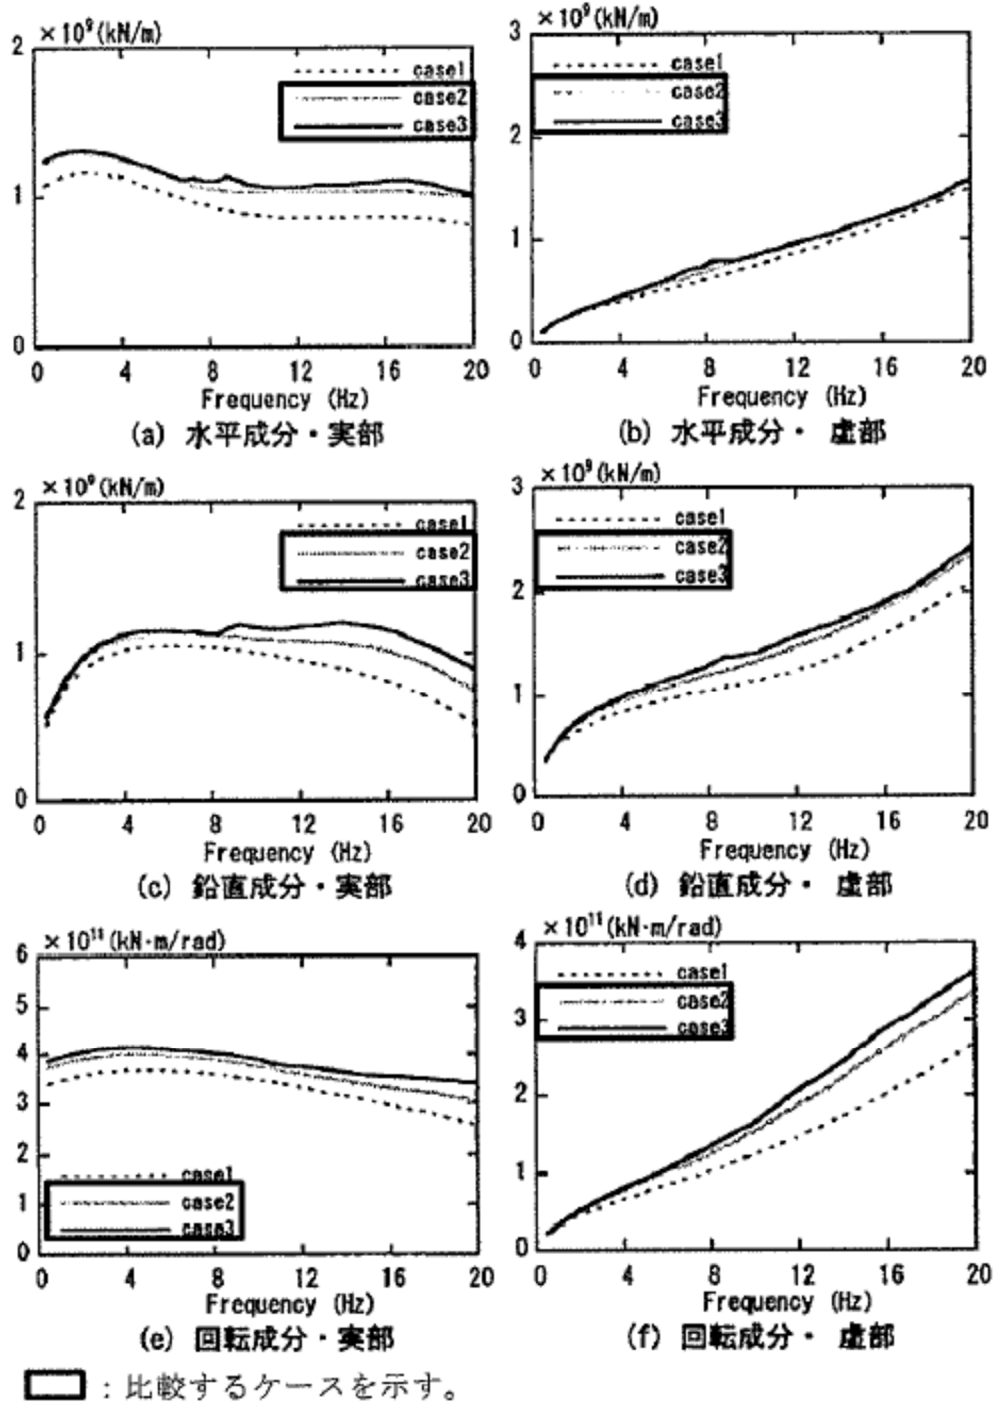 ×10⁹(kN/m)
2
1
0
case1
case2
case3
0 4 8 12 16 20
Frequency (Hz)
(a) 水平成分・実部
×10⁹(kN/m)
3
2
1
0
case1
case2
case3
0 4 8 12 16 20
Frequency (Hz)
(b) 水平成分・ 虚部
×10⁹(kN/m)
2
1
0
case1
case2
case3
0 4 8 12 16 20
Frequency (Hz)
(c) 鉛直成分・実部
×10⁹(kN/m)
3
2
1
0
case1
case2
case3
0 4 8 12 16 20
Frequency (Hz)
(d) 鉛直成分・ 虚部
×10¹¹(kN·m/rad)
6
5
4
3
2
1
0
case1
case2
case3
0 4 8 12 16 20
Frequency (Hz)
(e) 回転成分・実部
×10¹¹(kN·m/rad)
4
3
2
1
0
case1
case2
case3
0 4 8 12 16 20
Frequency (Hz)
(f) 回転成分・ 虚部
：比較するケースを示す。